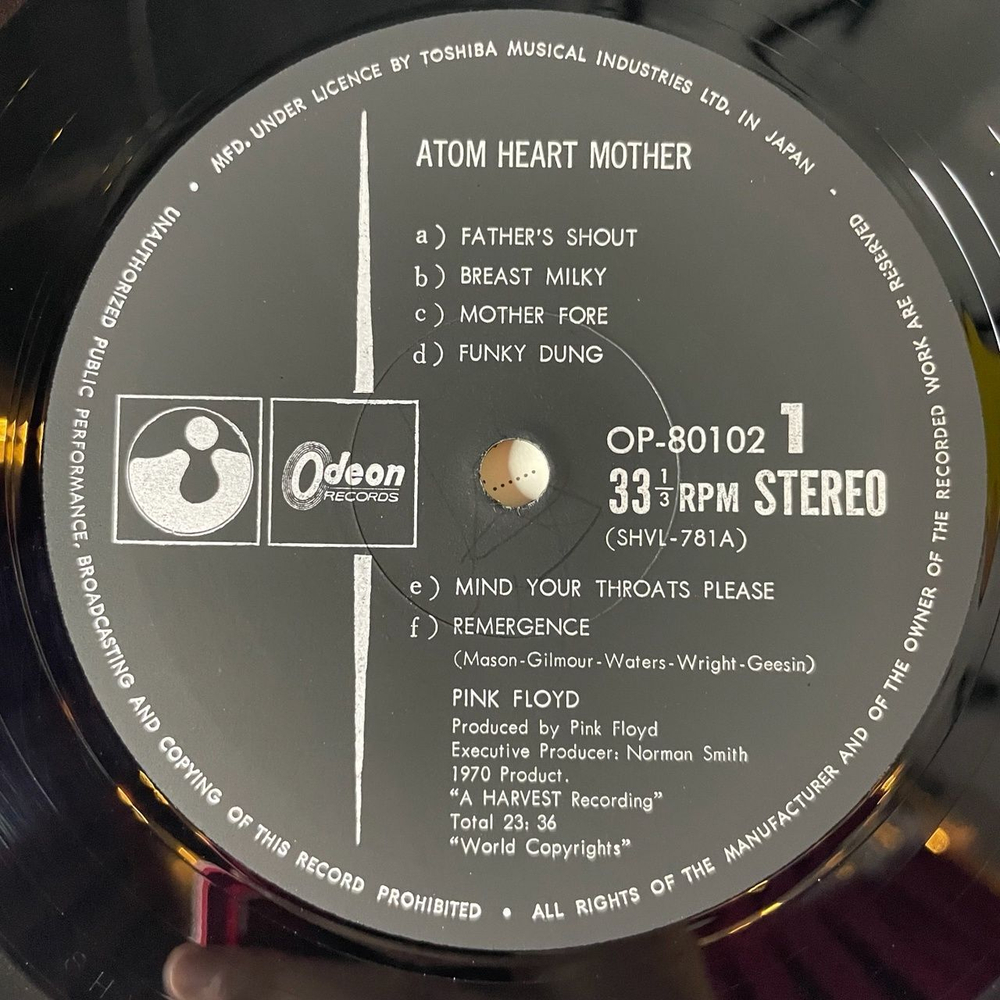 MFD. UNDER LICENCE BY TOSHIBA MUSICAL INDUSTRIES LTD. IN JAPAN
ATOM HEART MOTHER
a) FATHER'S SHOUT
b) BREAST MILKY
c) MOTHER FORE
d) FUNKY DUNG
Odeon
RECORDS
OP-80102 1
33 1/3 RPM STEREO
(SHVL-781A)
e) MIND YOUR THROATS PLEASE
f) REMERGENCE
(Mason-Gilmour-Waters-Wright-Geesin)
PINK FLOYD
Produced by Pink Floyd
Executive Producer: Norman Smith
1970 Product.
"A HARVEST Recording"
Total 23: 36
"World Copyrights"
UNAUTHORIZED PUBLIC PERFORMANCE, BROADCASTING AND COPYING OF THIS RECORD PROHIBITED • ALL RIGHTS OF THE MANUFACTURER AND OF THE OWNER OF THE RECORDED WORK ARE RESERVED